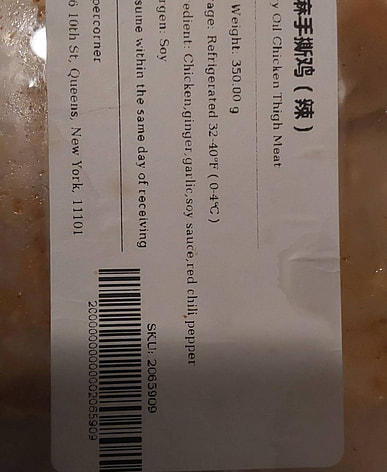 麻手撕鸡 ( 辣 )
Oil Chicken Thigh Meat
Weight: 350.00 g
age: Refrigerated 32-40°F ( 0-4℃ )
edient: Chicken,ginger,garlic,soy sauce,red chili,pepper
rgen: Soy
sume within the same day of receiving
percorner
6 10th St, Queens, New York, 11101
SKU: 2065909